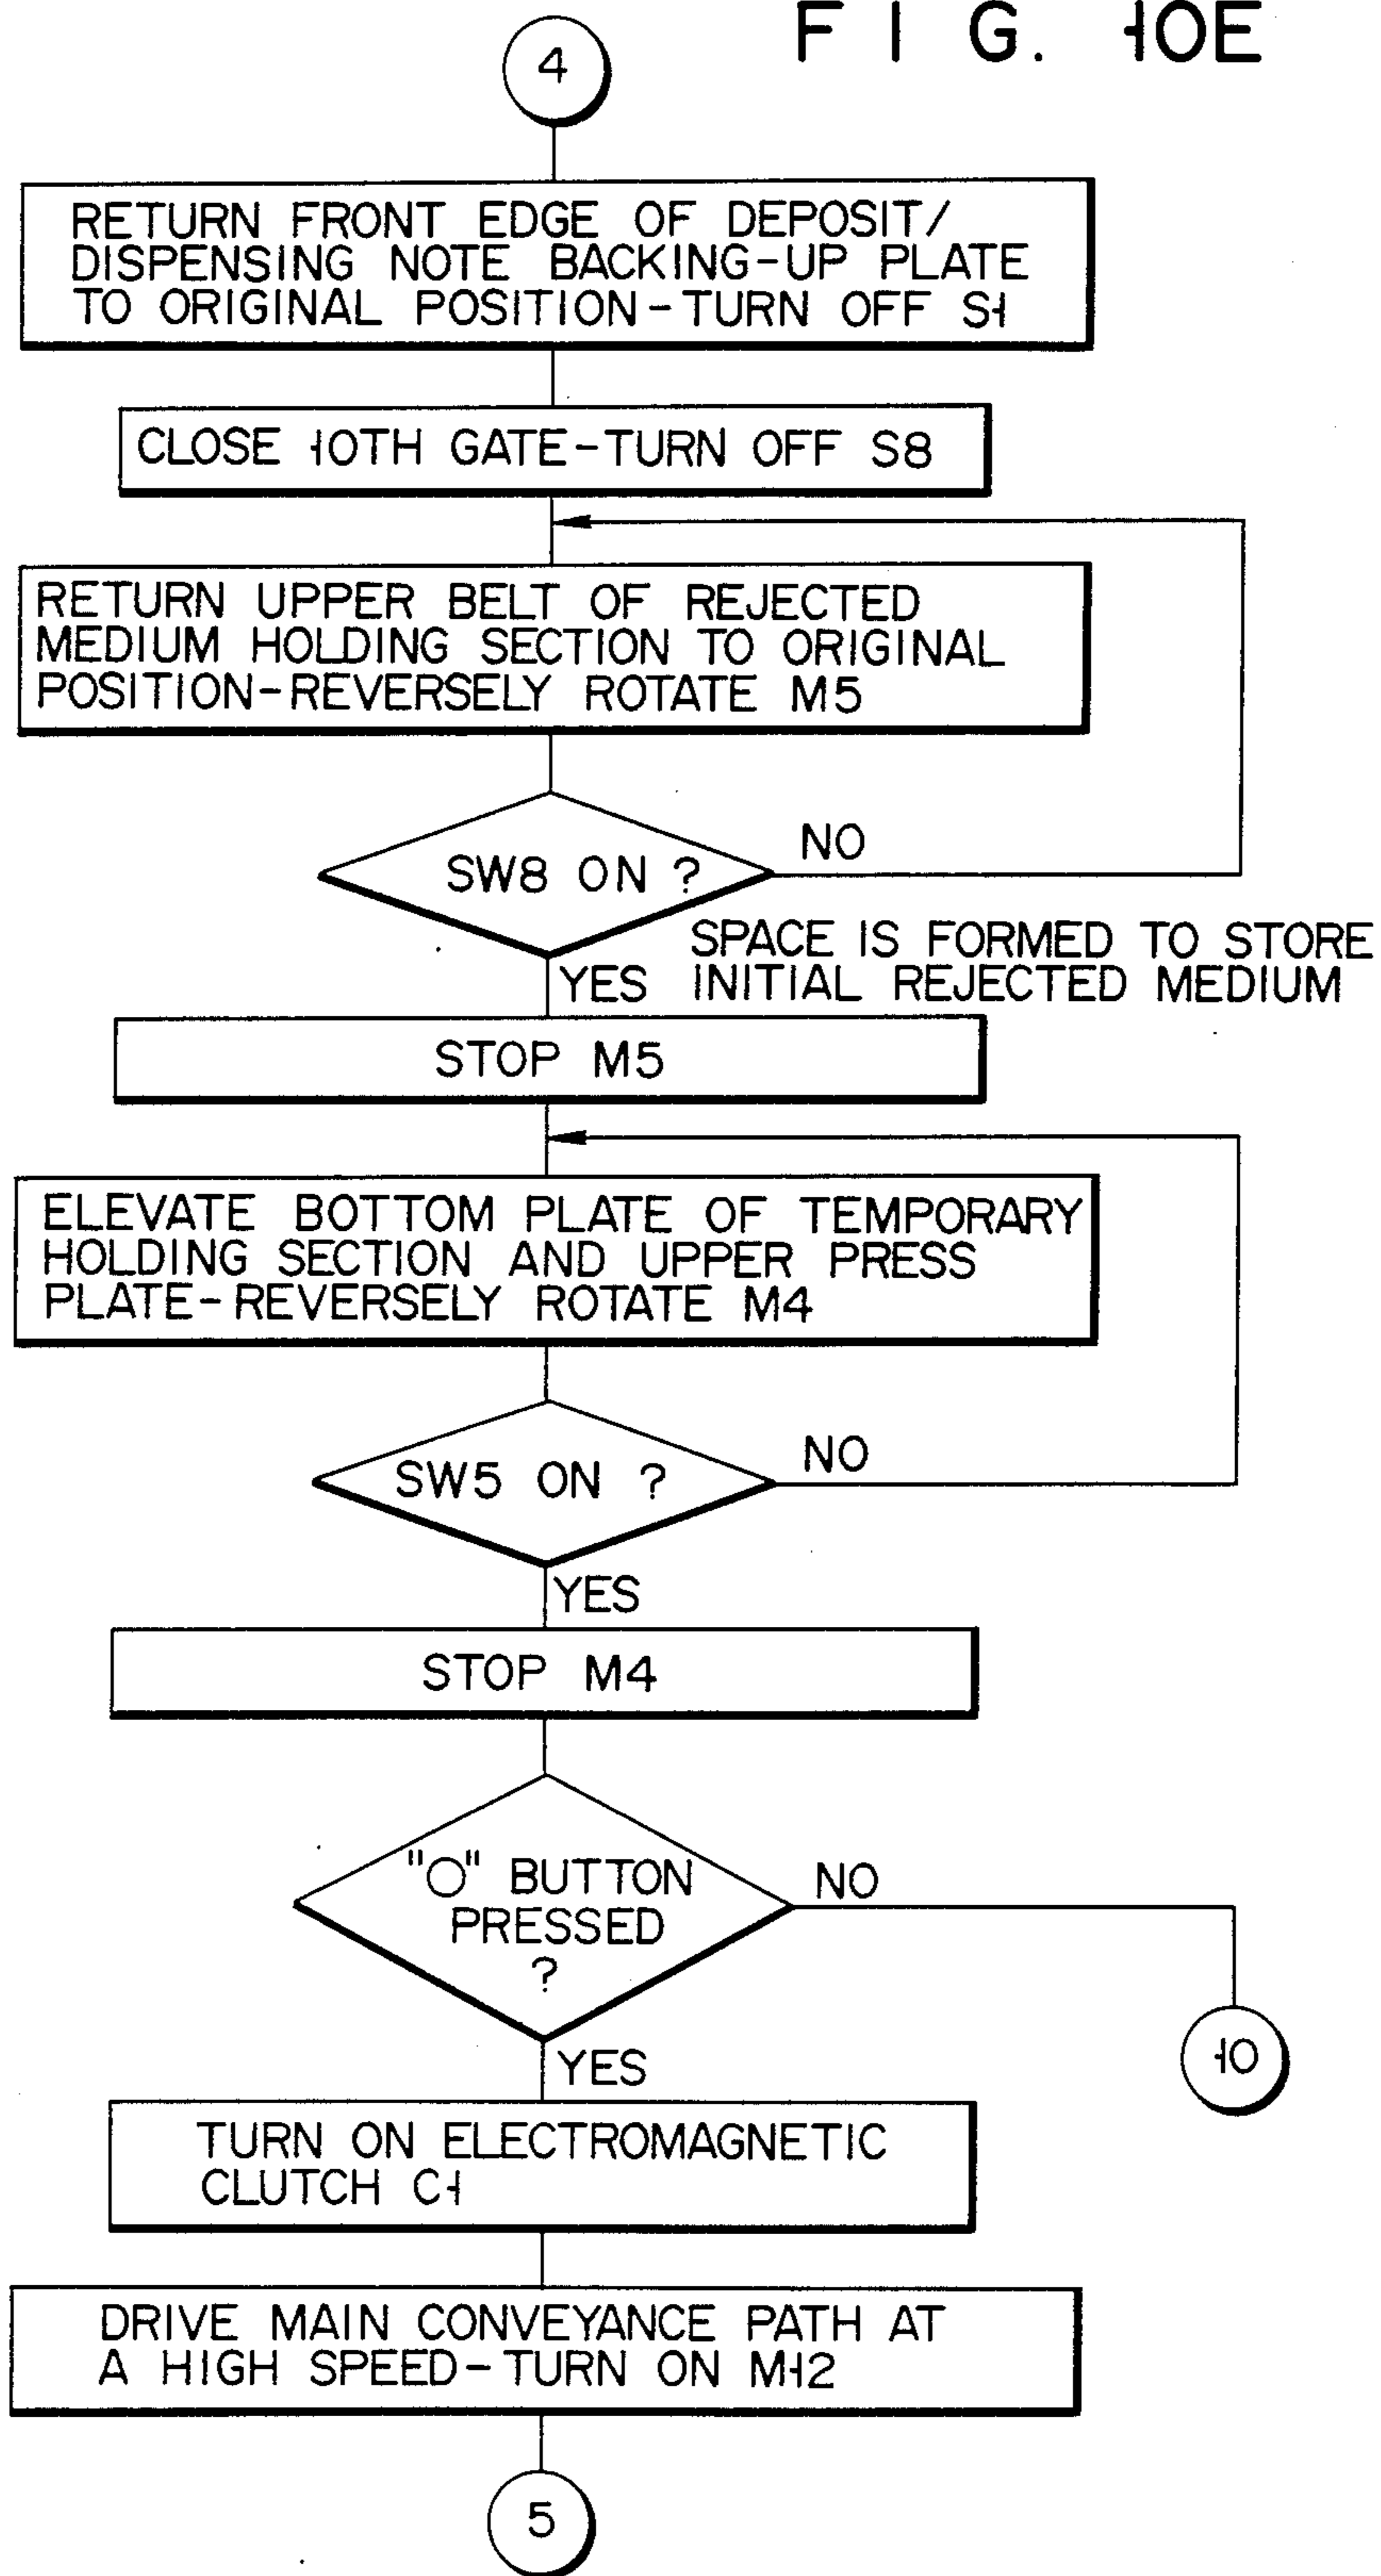 FIG. 10E
4
RETURN FRONT EDGE OF DEPOSIT/
DISPENSING NOTE BACKING-UP PLATE
TO ORIGINAL POSITION-TURN OFF S1
CLOSE 10TH GATE-TURN OFF S8
RETURN UPPER BELT OF REJECTED
MEDIUM HOLDING SECTION TO ORIGINAL
POSITION-REVERSELY ROTATE M5
SW8 ON ?
NO
YES
SPACE IS FORMED TO STORE
INITIAL REJECTED MEDIUM
STOP M5
ELEVATE BOTTOM PLATE OF TEMPORARY
HOLDING SECTION AND UPPER PRESS
PLATE-REVERSELY ROTATE M4
SW5 ON ?
NO
YES
STOP M4
"O" BUTTON
PRESSED
?
NO
10
YES
TURN ON ELECTROMAGNETIC
CLUTCH C1
DRIVE MAIN CONVEYANCE PATH AT
A HIGH SPEED-TURN ON M12
5